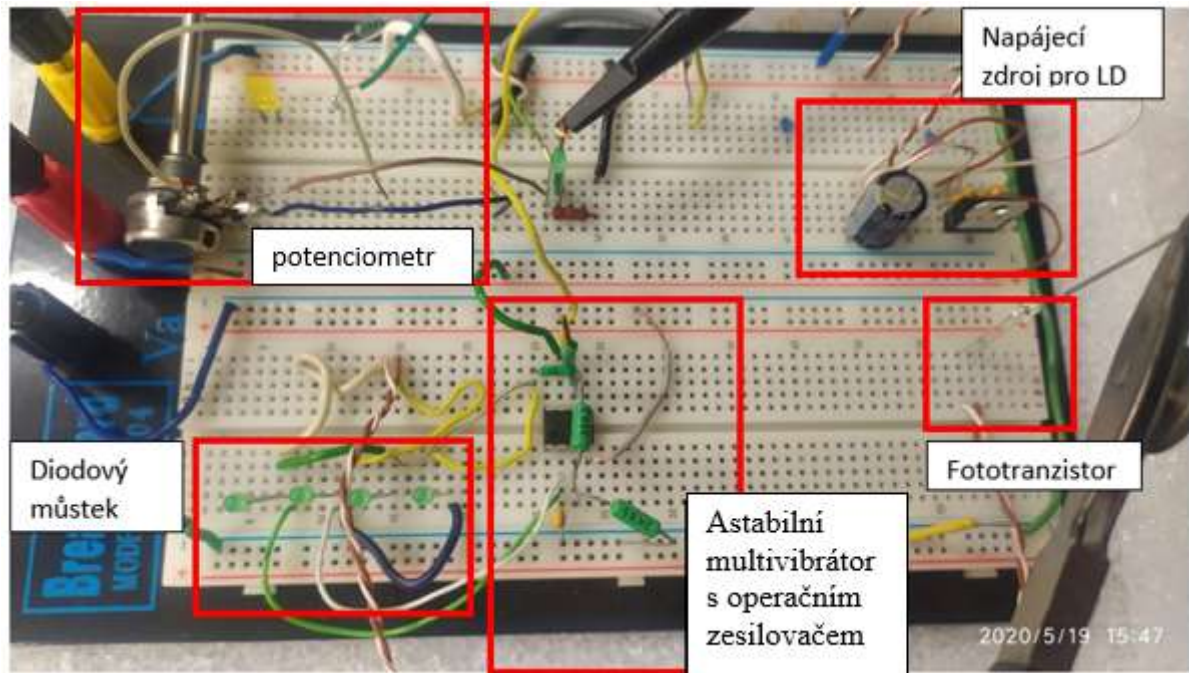 Napájecí
zdroj pro LD
potenciometr
Diodový
můstek
Fototranzistor
Astabilní
multivibrátor
s operačním
zesilovačem
2020/5/19 15:47